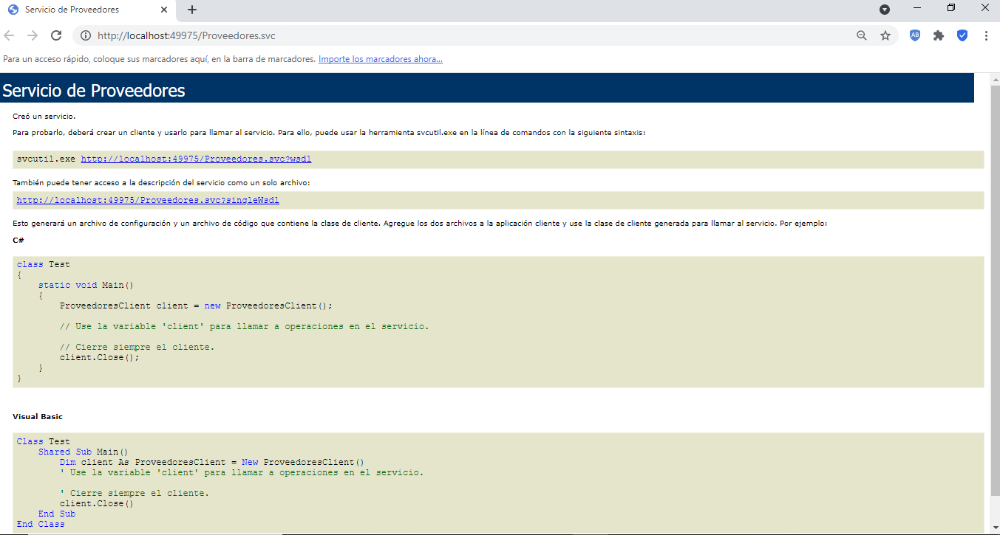 Servicio de Proveedores
http://localhost:49975/Proveedores.svc
Para un acceso rápido, coloque sus marcadores aquí, en la barra de marcadores. Importe los marcadores ahora...
Servicio de Proveedores
Creó un servicio.
Para probarlo, deberá crear un cliente y usarlo para llamar al servicio. Para ello, puede usar la herramienta svcutil.exe en la línea de comandos con la siguiente sintaxis:
svcutil.exe http://localhost:49975/Proveedores.svc?wsdl
También puede tener acceso a la descripción del servicio como un solo archivo:
http://localhost:49975/Proveedores.svc?singleWsdl
Esto generará un archivo de configuración y un archivo de código que contiene la clase de cliente. Agregue los dos archivos a la aplicación cliente y use la clase de cliente generada para llamar al servicio. Por ejemplo:
C#
class Test
{
    static void Main()
    {
        ProveedoresClient client = new ProveedoresClient();
        // Use la variable 'client' para llamar a operaciones en el servicio.
        // Cierre siempre el cliente.
        client.Close();
    }
}
Visual Basic
Class Test
    Shared Sub Main()
        Dim client As ProveedoresClient = New ProveedoresClient()
        ' Use la variable 'client' para llamar a operaciones en el servicio.
        ' Cierre siempre el cliente.
        client.Close()
    End Sub
End Class